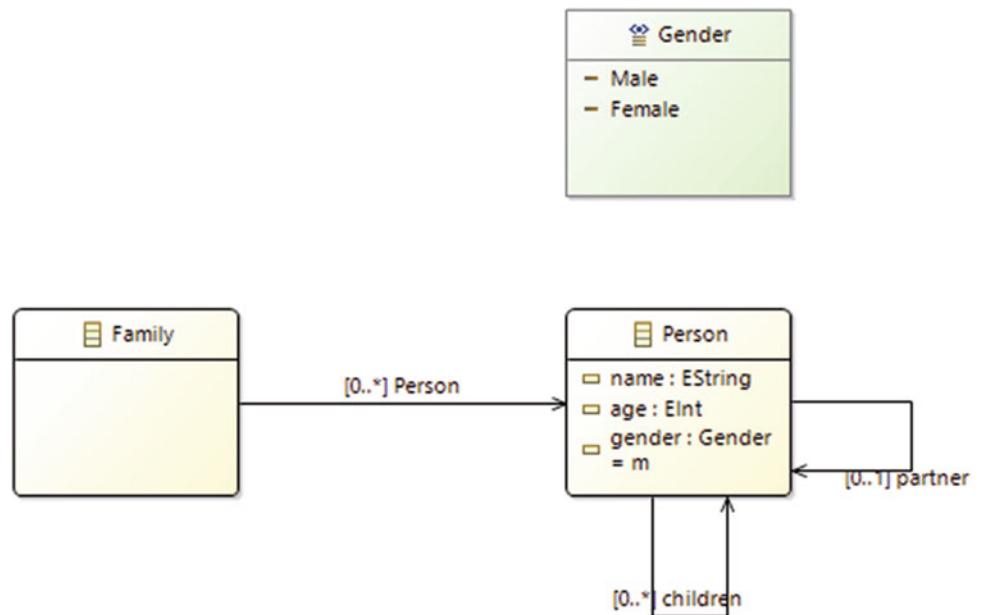 Gender
Male
Female
Family
[0..*] Person
Person
name : EString
age : EInt
gender : Gender
= m
[0..1] partner
[0..*] children